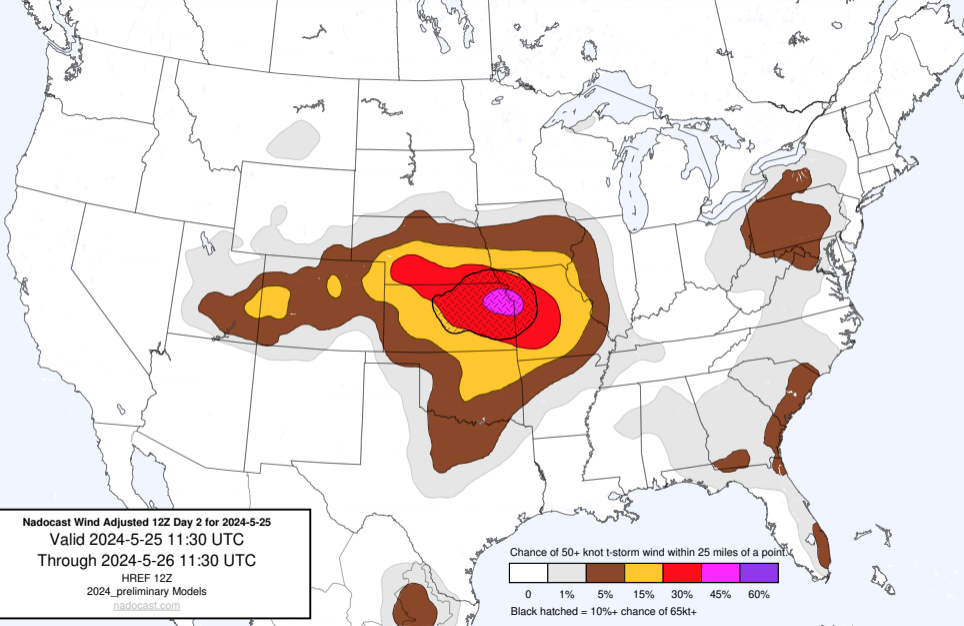 Nadocast Wind Adjusted 12Z Day 2 for 2024-5-25
Valid 2024-5-25 11:30 UTC
Through 2024-5-26 11:30 UTC
HREF 12Z
2024_preliminary Models
nadocast.com
Chance of 50+ knot t-storm wind within 25 miles of a point.
0 1% 5% 15% 30% 45% 60%
Black hatched = 10%+ chance of 65kt+